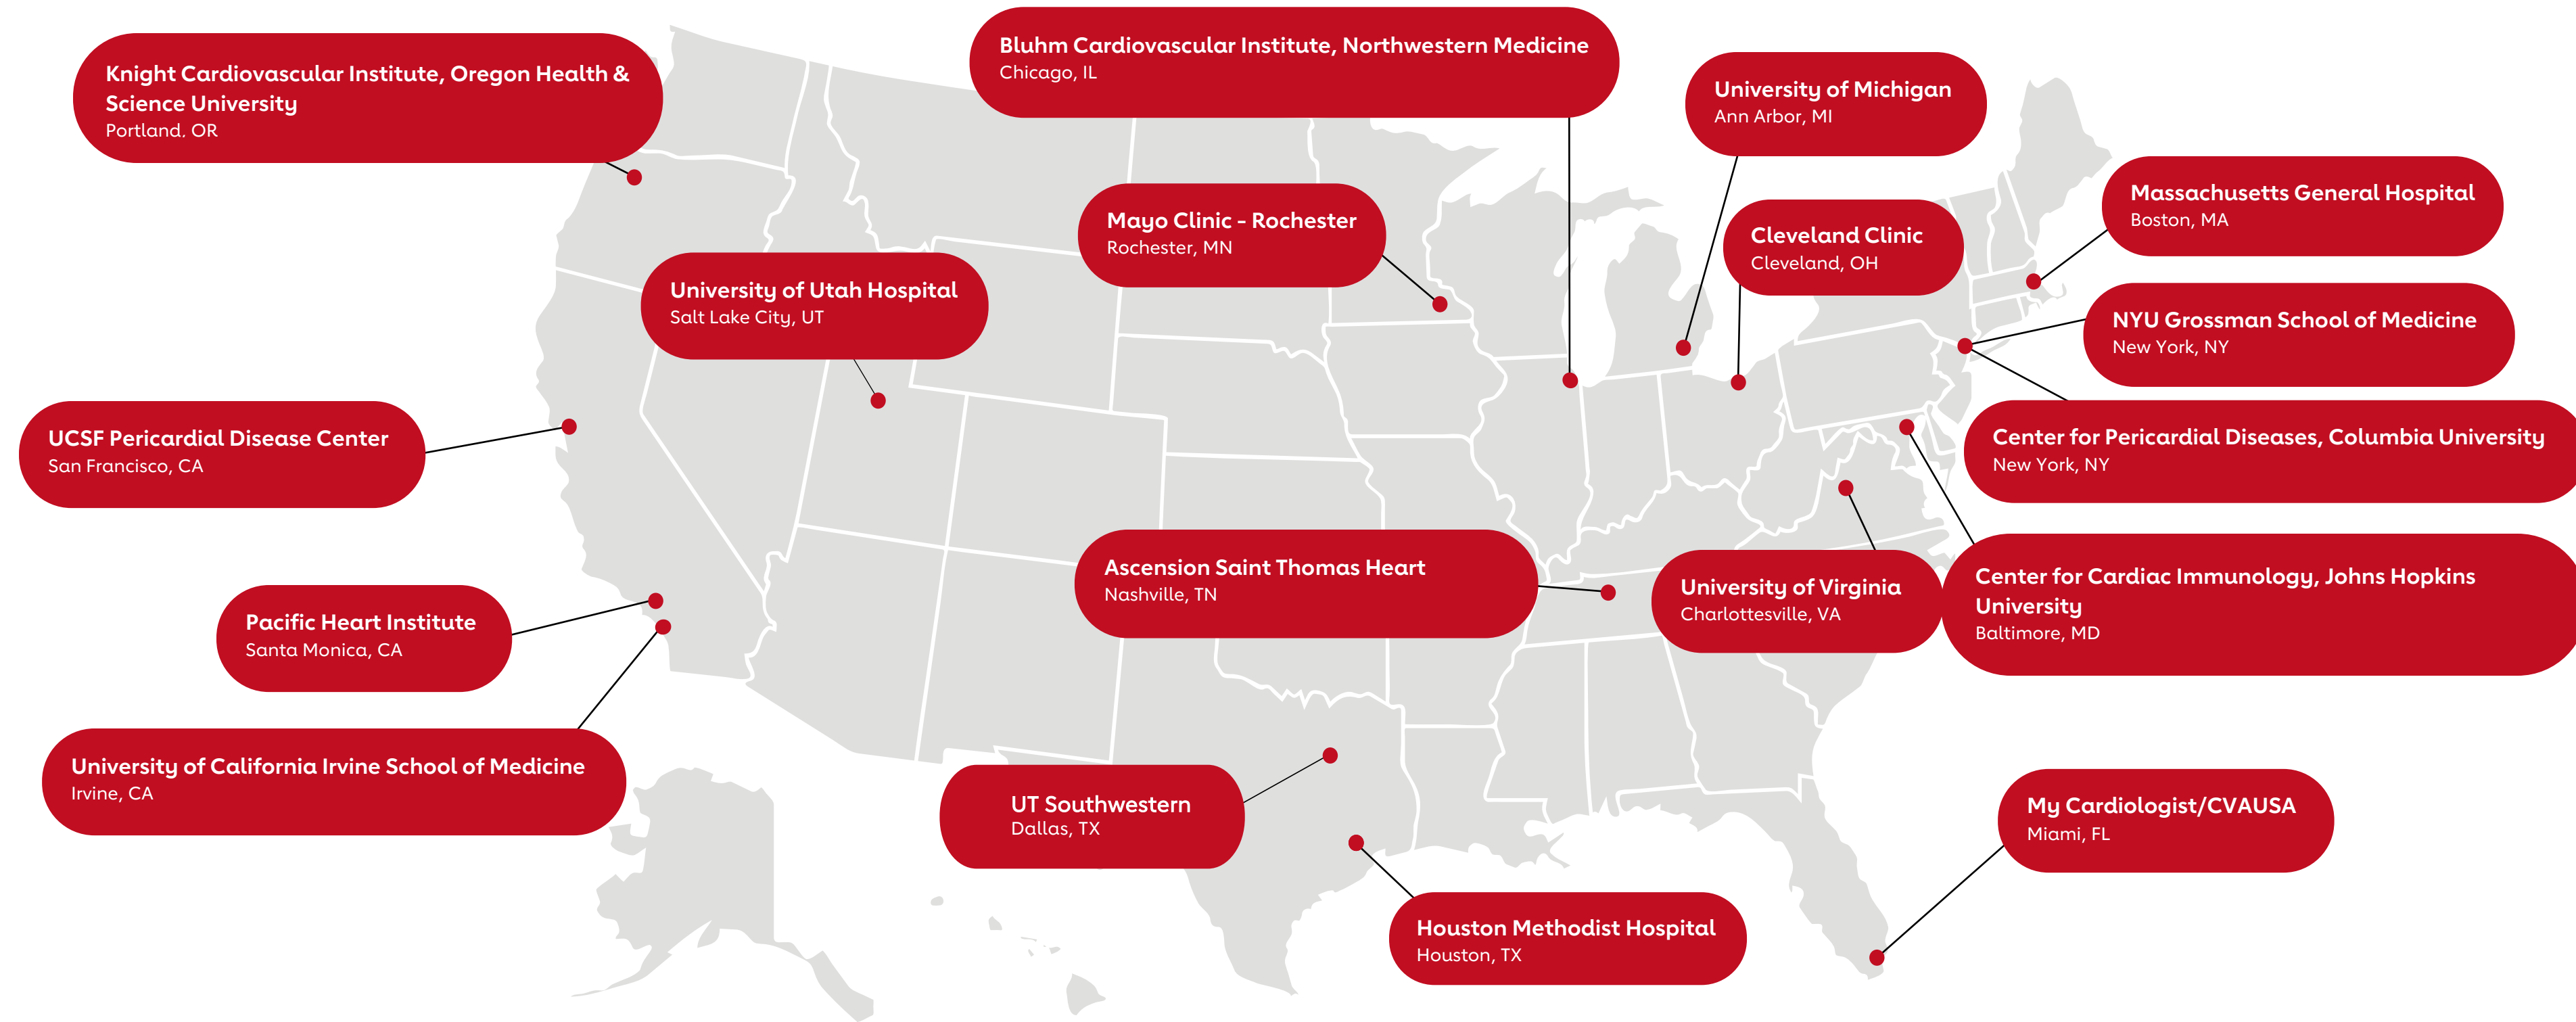 Knight Cardiovascular Institute, Oregon Health &
Science University
Portland. OR
Bluhm Cardiovascular Institute, Northwestern Medicine
Chicago, IL
University of Michigan
Ann Arbor, MI
Massachusetts General Hospital
Boston, MA
Mayo Clinic - Rochester
Rochester, MN
Cleveland Clinic
Cleveland, OH
University of Utah Hospital
Salt Lake City, UT
NYU Grossman School of Medicine
New York, NY
UCSF Pericardial Disease Center
San Francisco, CA
Center for Pericardial Diseases, Columbia University
New York, NY
Ascension Saint Thomas Heart
Nashville, TN
University of Virginia
Charlottesville, VA
Center for Cardiac Immunology, Johns Hopkins
University
Baltimore, MD
Pacific Heart Institute
Santa Monica, CA
University of California Irvine School of Medicine
Irvine, CA
UT Southwestern
Dallas, TX
My Cardiologist/CVAUSA
Miami, FL
Houston Methodist Hospital
Houston, TX